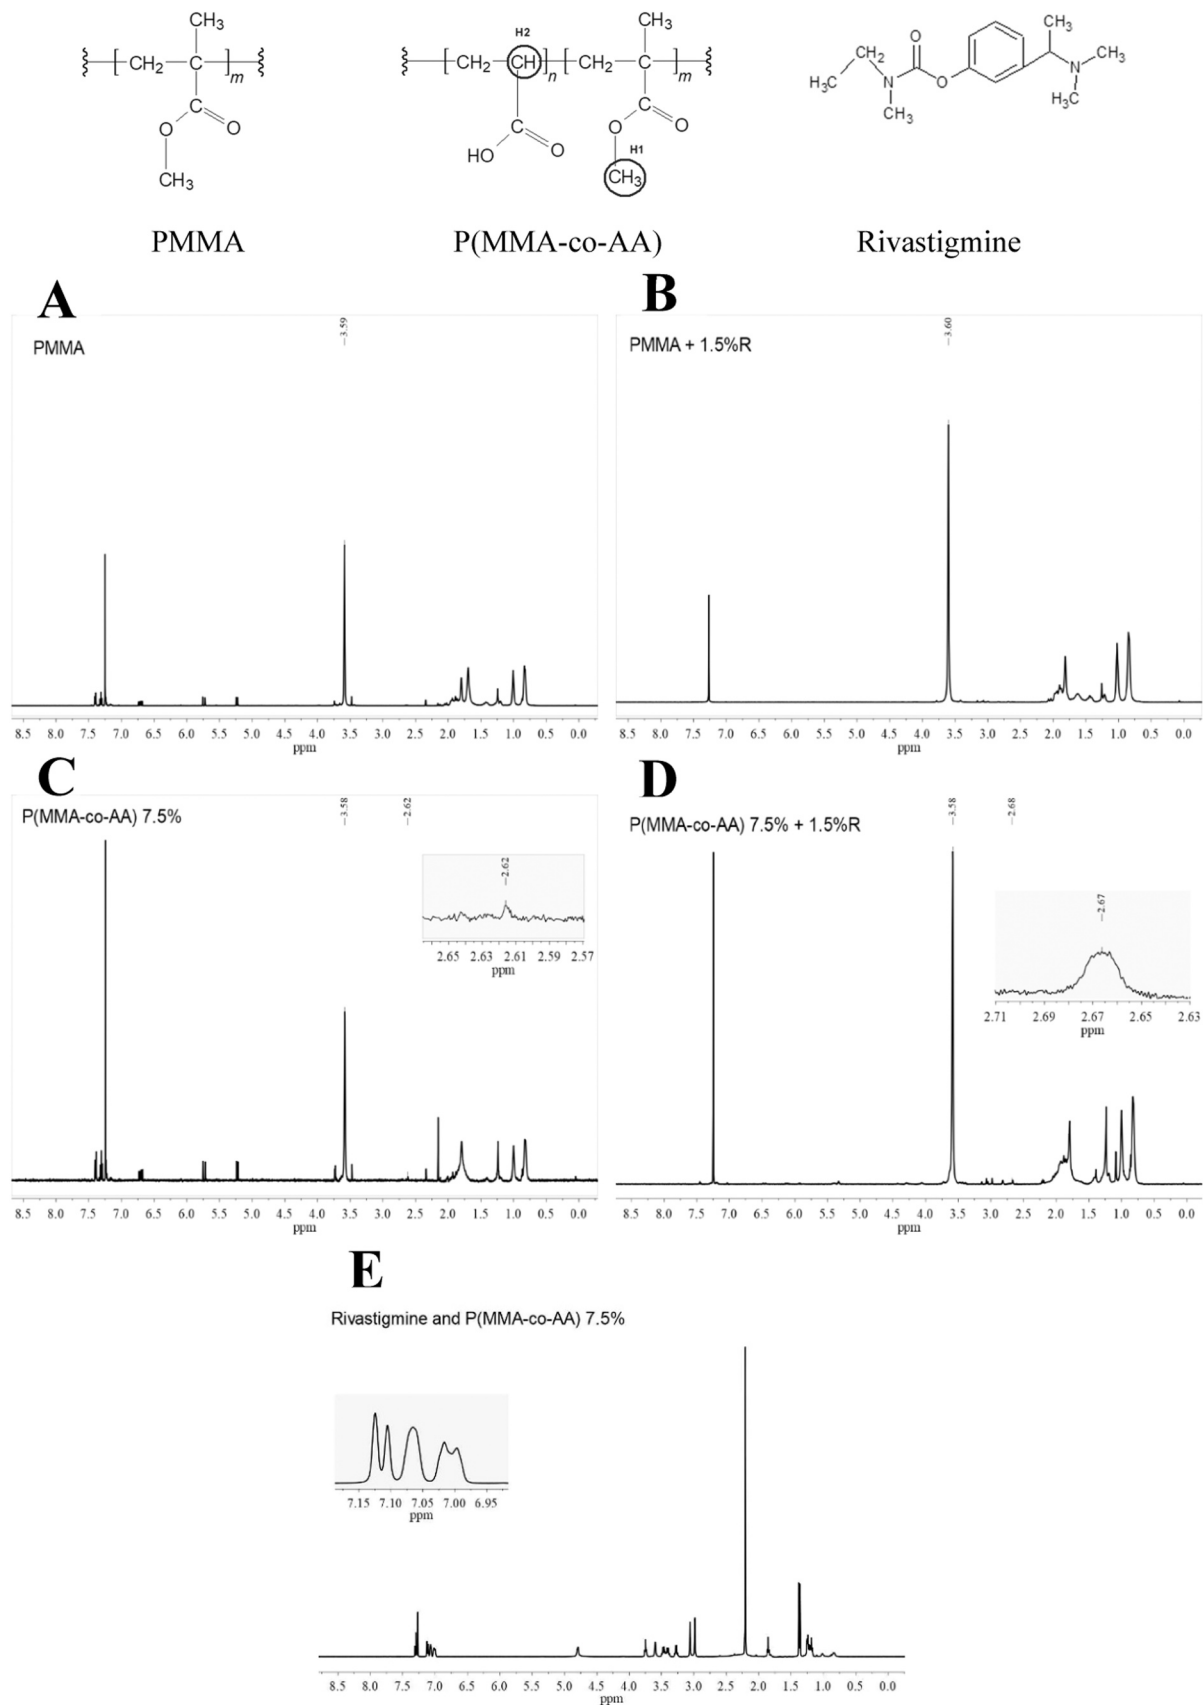 CH₃
H2
CH₃
CH₃
[CH₂ C]m
[CH₂ CH]n [CH₂ C]m
CH₂
O
CH₃
H₃C
N
O
N
CH₃
C
O
C
O
C
O
CH₃
H₃C
O
O
HO
O
H1
CH₃
CH₃
PMMA
P(MMA-co-AA)
Rivastigmine
A
B
3.59
3.60
PMMA
PMMA + 1.5%R
8.5 8.0 7.5 7.0 6.5 6.0 5.5 5.0 4.5 4.0 3.5 3.0 2.5 2.0 1.5 1.0 0.5 0.0
ppm
8.5 8.0 7.5 7.0 6.5 6.0 5.5 5.0 4.5 4.0 3.5 3.0 2.5 2.0 1.5 1.0 0.5 0.0
ppm
C
D
3.58
2.62
3.58
2.68
P(MMA-co-AA) 7.5%
P(MMA-co-AA) 7.5% + 1.5%R
2.62
2.65 2.63 2.61 2.59 2.57
ppm
2.67
2.71 2.69 2.67 2.65 2.63
ppm
8.5 8.0 7.5 7.0 6.5 6.0 5.5 5.0 4.5 4.0 3.5 3.0 2.5 2.0 1.5 1.0 0.5 0.0
ppm
8.5 8.0 7.5 7.0 6.5 6.0 5.5 5.0 4.5 4.0 3.5 3.0 2.5 2.0 1.5 1.0 0.5 0.0
ppm
E
Rivastigmine and P(MMA-co-AA) 7.5%
7.15 7.10 7.05 7.00 6.95
ppm
8.5 8.0 7.5 7.0 6.5 6.0 5.5 5.0 4.5 4.0 3.5 3.0 2.5 2.0 1.5 1.0 0.5 0.0
ppm